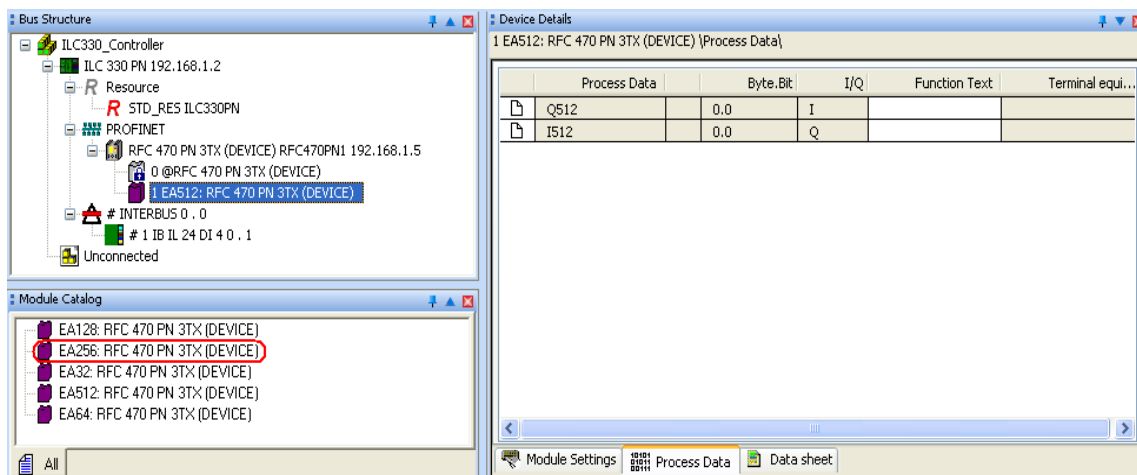 Bus Structure
ILC330_Controller
ILC 330 PN 192.168.1.2
R Resource
R STD_RES ILC330PN
PROFINET
RFC 470 PN 3TX (DEVICE) RFC470PN1 192.168.1.5
0 @RFC 470 PN 3TX (DEVICE)
1 EA512: RFC 470 PN 3TX (DEVICE)
# INTERBUS 0 . 0
# 1 IB IL 24 DI 4 0 . 1
Unconnected
Module Catalog
EA128: RFC 470 PN 3TX (DEVICE)
EA256: RFC 470 PN 3TX (DEVICE)
EA32: RFC 470 PN 3TX (DEVICE)
EA512: RFC 470 PN 3TX (DEVICE)
EA64: RFC 470 PN 3TX (DEVICE)
All
Device Details
1 EA512: RFC 470 PN 3TX (DEVICE) \Process Data\
Process Data Byte.Bit I/Q Function Text Terminal equi...
Q512 0.0 I
I512 0.0 Q
Module Settings 10101 01011 00111 Process Data Data sheet